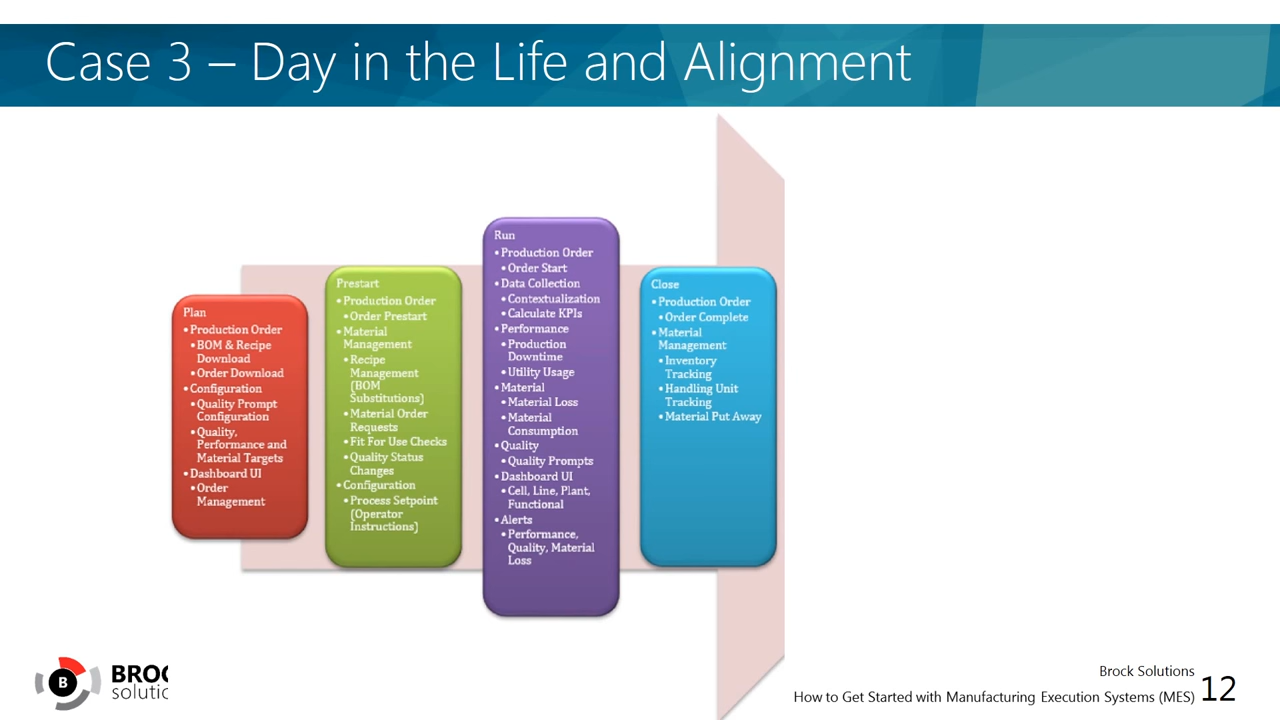 Case 3 – Day in the Life and Alignment
Plan
•Production Order
•BOM & Recipe
Download
•Order Download
•Configuration
•Quality Prompt
Configuration
•Quality,
Performance and
Material Targets
•Dashboard UI
•Order
Management
Prestart
•Production Order
•Order Prestart
•Material
Management
•Recipe
Management
(BOM
Substitutions)
•Material Order
Requests
•Fit For Use Checks
•Quality Status
Changes
•Configuration
•Process Setpoint
(Operator
Instructions)
Run
•Production Order
•Order Start
•Data Collection
•Contextualization
•Calculate KPIs
•Performance
•Production
Downtime
•Utility Usage
•Material
•Material Loss
•Material
Consumption
•Quality
•Quality Prompts
•Dashboard UI
•Cell, Line, Plant,
Functional
•Alerts
•Performance,
Quality, Material
Loss
Close
•Production Order
•Order Complete
•Material
Management
•Inventory
Tracking
•Handling Unit
Tracking
•Material Put Away
B
BROC
solutic
Brock Solutions
How to Get Started with Manufacturing Execution Systems (MES) 12